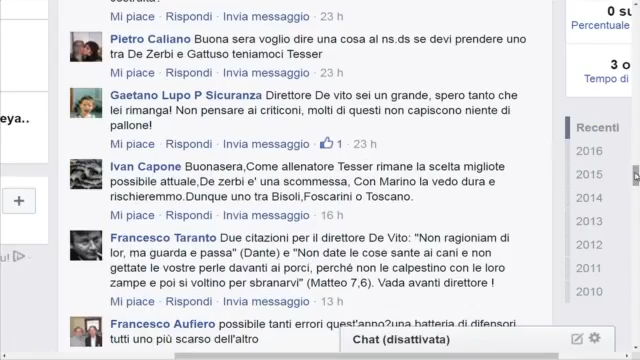 costruita.
Mi piace · Rispondi · Invia messaggio · 23 h
Pietro Caliano Buona sera voglio dire una cosa al ns.ds se devi prendere uno
tra De Zerbi e Gattuso teniamoci Tesser
Mi piace · Rispondi · Invia messaggio · 23 h
Gaetano Lupo P Sicuranza Direttore De vito sei un grande, spero tanto che
lei rimanga! Non pensare ai criticoni, molti di questi non capiscono niente di
pallone!
Mi piace · Rispondi · Invia messaggio · 1 · 23 h
Ivan Capone Buonasera,Come allenatore Tesser rimane la scelta migliote
possibile attuale,De zerbi e' una scommessa, Con Marino la vedo dura e
rischieremmo.Dunque uno tra Bisoli,Foscarini o Toscano.
Mi piace · Rispondi · Invia messaggio · 16 h
Francesco Taranto Due citazioni per il direttore De Vito: "Non ragioniam di
lor, ma guarda e passa" (Dante) e "Non date le cose sante ai cani e non
gettate le vostre perle davanti ai porci, perché non le calpestino con le loro
zampe e poi si voltino per sbranarvi" (Matteo 7,6). Vada avanti direttore !
Mi piace · Rispondi · Invia messaggio · 13 h
Francesco Aufiero possibile tanti errori quest'anno?una batteria di difensori
tutti uno più scarso dell'altro
eya..
+
u!
0 su
Percentuale
3 o
Tempo di
Recenti
2016
2015
2014
2013
2012
2011
2010
Chat (disattivata)